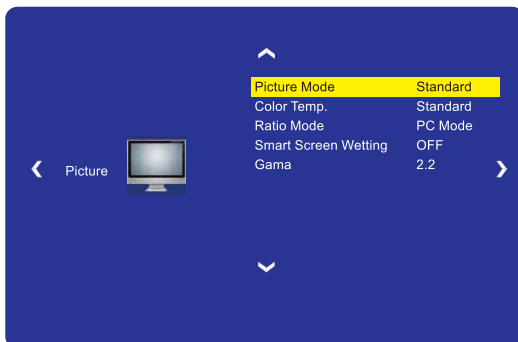 Picture
Picture Mode Standard
Color Temp. Standard
Ratio Mode PC Mode
Smart Screen Wetting OFF
Gama 2.2